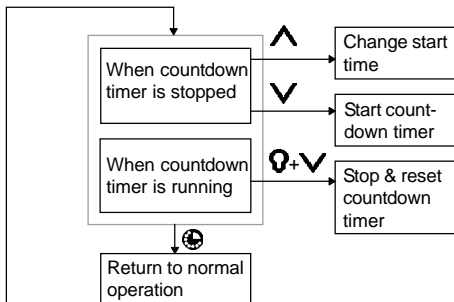 When countdown
timer is stopped
Change start
time
Start count-
down timer
When countdown
timer is running
+
Stop & reset
countdown
timer
Return to normal
operation